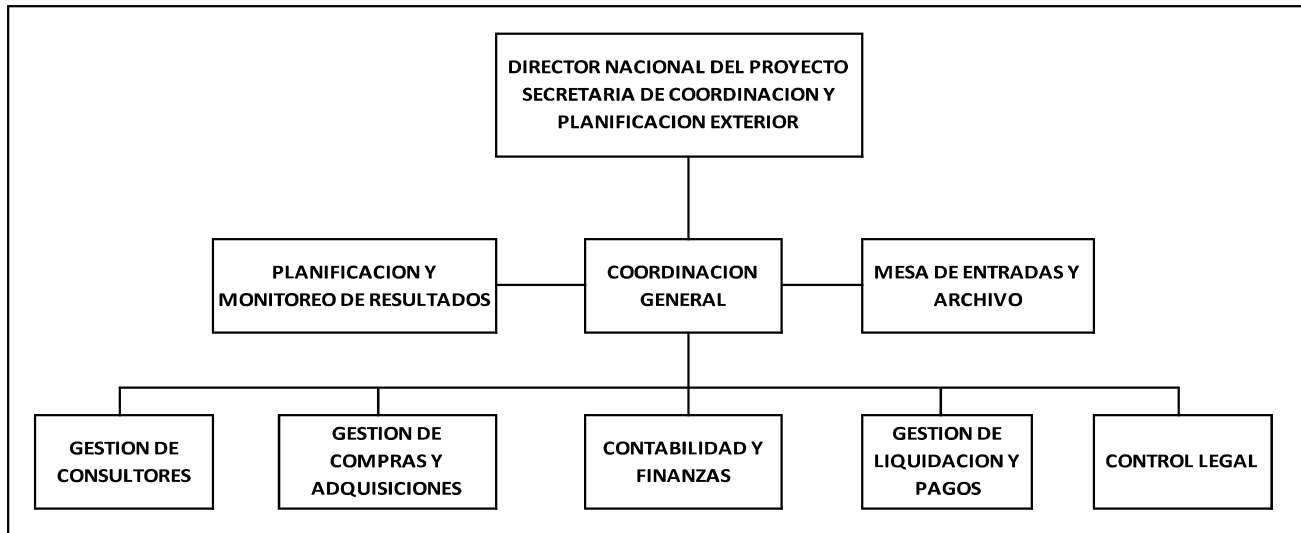 DIRECTOR NACIONAL DEL PROYECTO
SECRETARIA DE COORDINACION Y
PLANIFICACION EXTERIOR
PLANIFICACION Y
MONITOREO DE RESULTADOS
COORDINACION
GENERAL
MESA DE ENTRADAS Y
ARCHIVO
GESTION DE
CONSULTORES
GESTION DE
COMPRAS Y
ADQUISICIONES
CONTABILIDAD Y
FINANZAS
GESTION DE
LIQUIDACION Y
PAGOS
CONTROL LEGAL